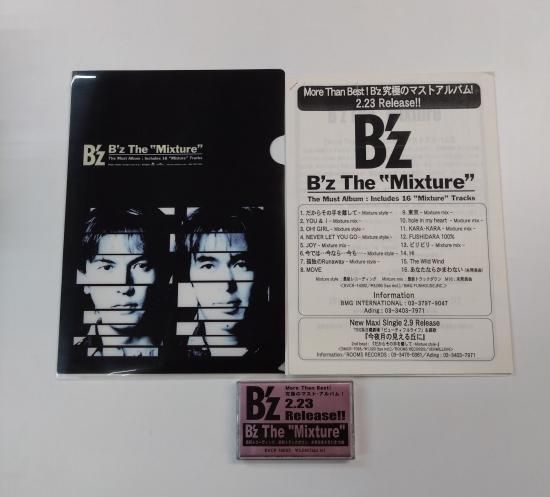 B'z
B'z The "Mixture"
The Must Album : Includes 16 "Mixture" Tracks
More Than Best ! B'z 究極のマストアルバム!
2.23 Release!!
B'z
B'z The "Mixture"
The Must Album : Includes 16 "Mixture" Tracks
1. だからその手を離して - Mixture style -
2. YOU & I - Mixture mix -
3. OH! GIRL - Mixture style -
4. NEVER LET YOU GO - Mixture style -
5. JOY - Mixture mix -
6. 今では…今なら…今も… - Mixture style -
7. 孤独のRunaway - Mixture style -
8. MOVE
9. 東京 - Mixture mix -
10. hole in my heart - Mixture mix -
11. KARA・KARA - Mixture mix -
12. FUSHIDARA 100%
13. ビリビリ - Mixture mix -
14. Hi
15. The Wild Wind
16. あなたならかまわない
Information
BMG INTERNATIONAL : 03-3797-9047
Ading : 03-3403-7971
New Maxi Single 2.9 Release
『今夜月の見える丘に』
B'z
More Than Best!
究極のマスト・アルバム!
2.23
Release!!
B'z The "Mixture"